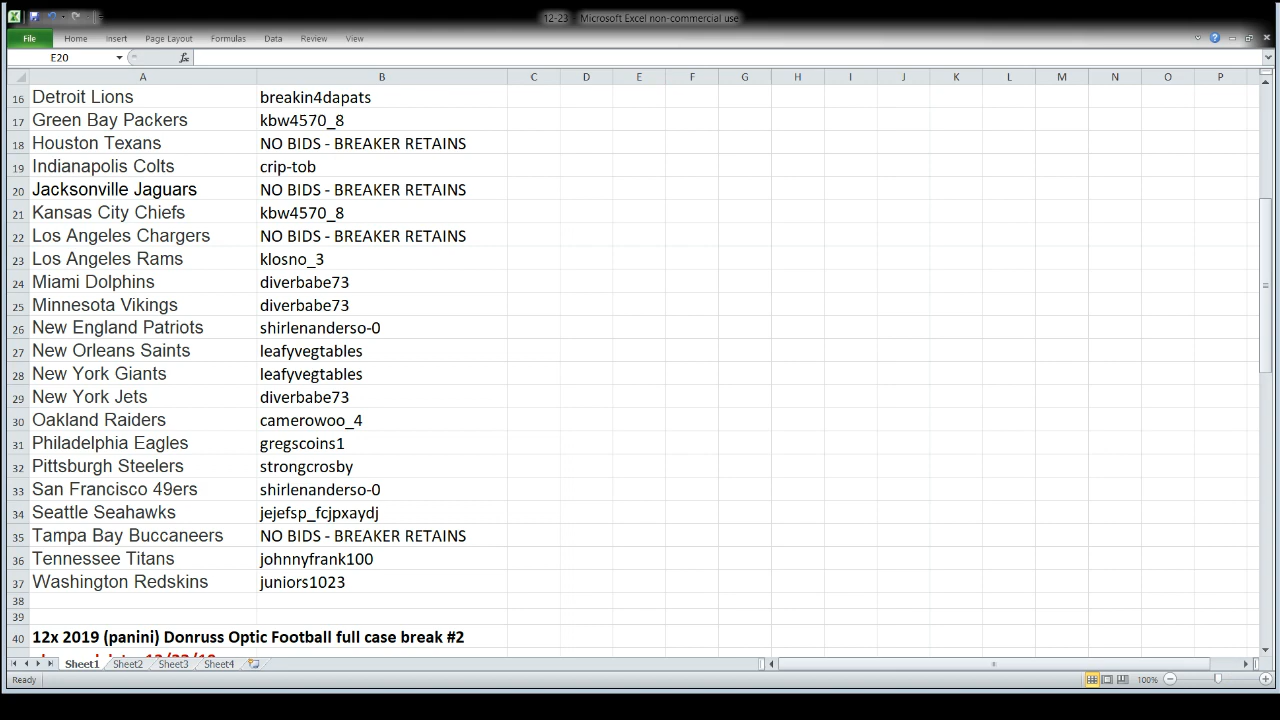 12-23 - Microsoft Excel non-commercial use
File Home Insert Page Layout Formulas Data Review View
E20 fx
A B C D E F G H I J K L M N O P
16 Detroit Lions breakin4dapats
17 Green Bay Packers kbw4570_8
18 Houston Texans NO BIDS - BREAKER RETAINS
19 Indianapolis Colts crip-tob
20 Jacksonville Jaguars NO BIDS - BREAKER RETAINS
21 Kansas City Chiefs kbw4570_8
22 Los Angeles Chargers NO BIDS - BREAKER RETAINS
23 Los Angeles Rams klosno_3
24 Miami Dolphins diverbabe73
25 Minnesota Vikings diverbabe73
26 New England Patriots shirlenanderso-0
27 New Orleans Saints leafyvegtables
28 New York Giants leafyvegtables
29 New York Jets diverbabe73
30 Oakland Raiders camerowoo_4
31 Philadelphia Eagles gregscoins1
32 Pittsburgh Steelers strongcrosby
33 San Francisco 49ers shirlenanderso-0
34 Seattle Seahawks jejefsp_fcjpxaydj
35 Tampa Bay Buccaneers NO BIDS - BREAKER RETAINS
36 Tennessee Titans johnnyfrank100
37 Washington Redskins juniors1023
38
39
40 12x 2019 (panini) Donruss Optic Football full case break #2
Sheet1 Sheet2 Sheet3 Sheet4
Ready 100%